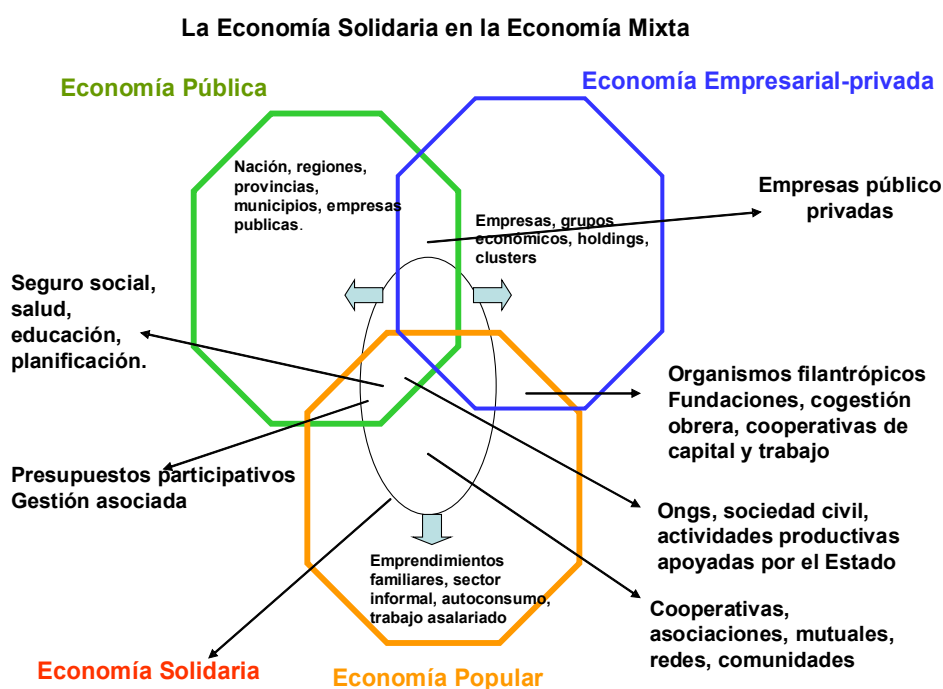 La Economía Solidaria en la Economía Mixta
Economía Pública
Economía Empresarial-privada
Nación, regiones,
provincias,
municipios, empresas
publicas.
Empresas, grupos
económicos, holdings,
clusters
Empresas público
privadas
Seguro social,
salud,
educación,
planificación.
Organismos filantrópicos
Fundaciones, cogestión
obrera, cooperativas de
capital y trabajo
Presupuestos participativos
Gestión asociada
Ongs, sociedad civil,
actividades productivas
apoyadas por el Estado
Emprendimientos
familiares, sector
informal, autoconsumo,
trabajo asalariado
Cooperativas,
asociaciones, mutuales,
redes, comunidades
Economía Solidaria
Economía Popular